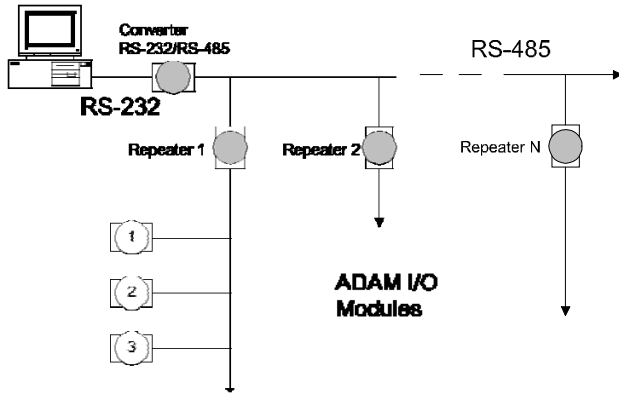 Converter
RS-232/RS-485
RS-485
RS-232
Repeater 1
Repeater 2
Repeater N
1
2
3
ADAM I/O
Modules